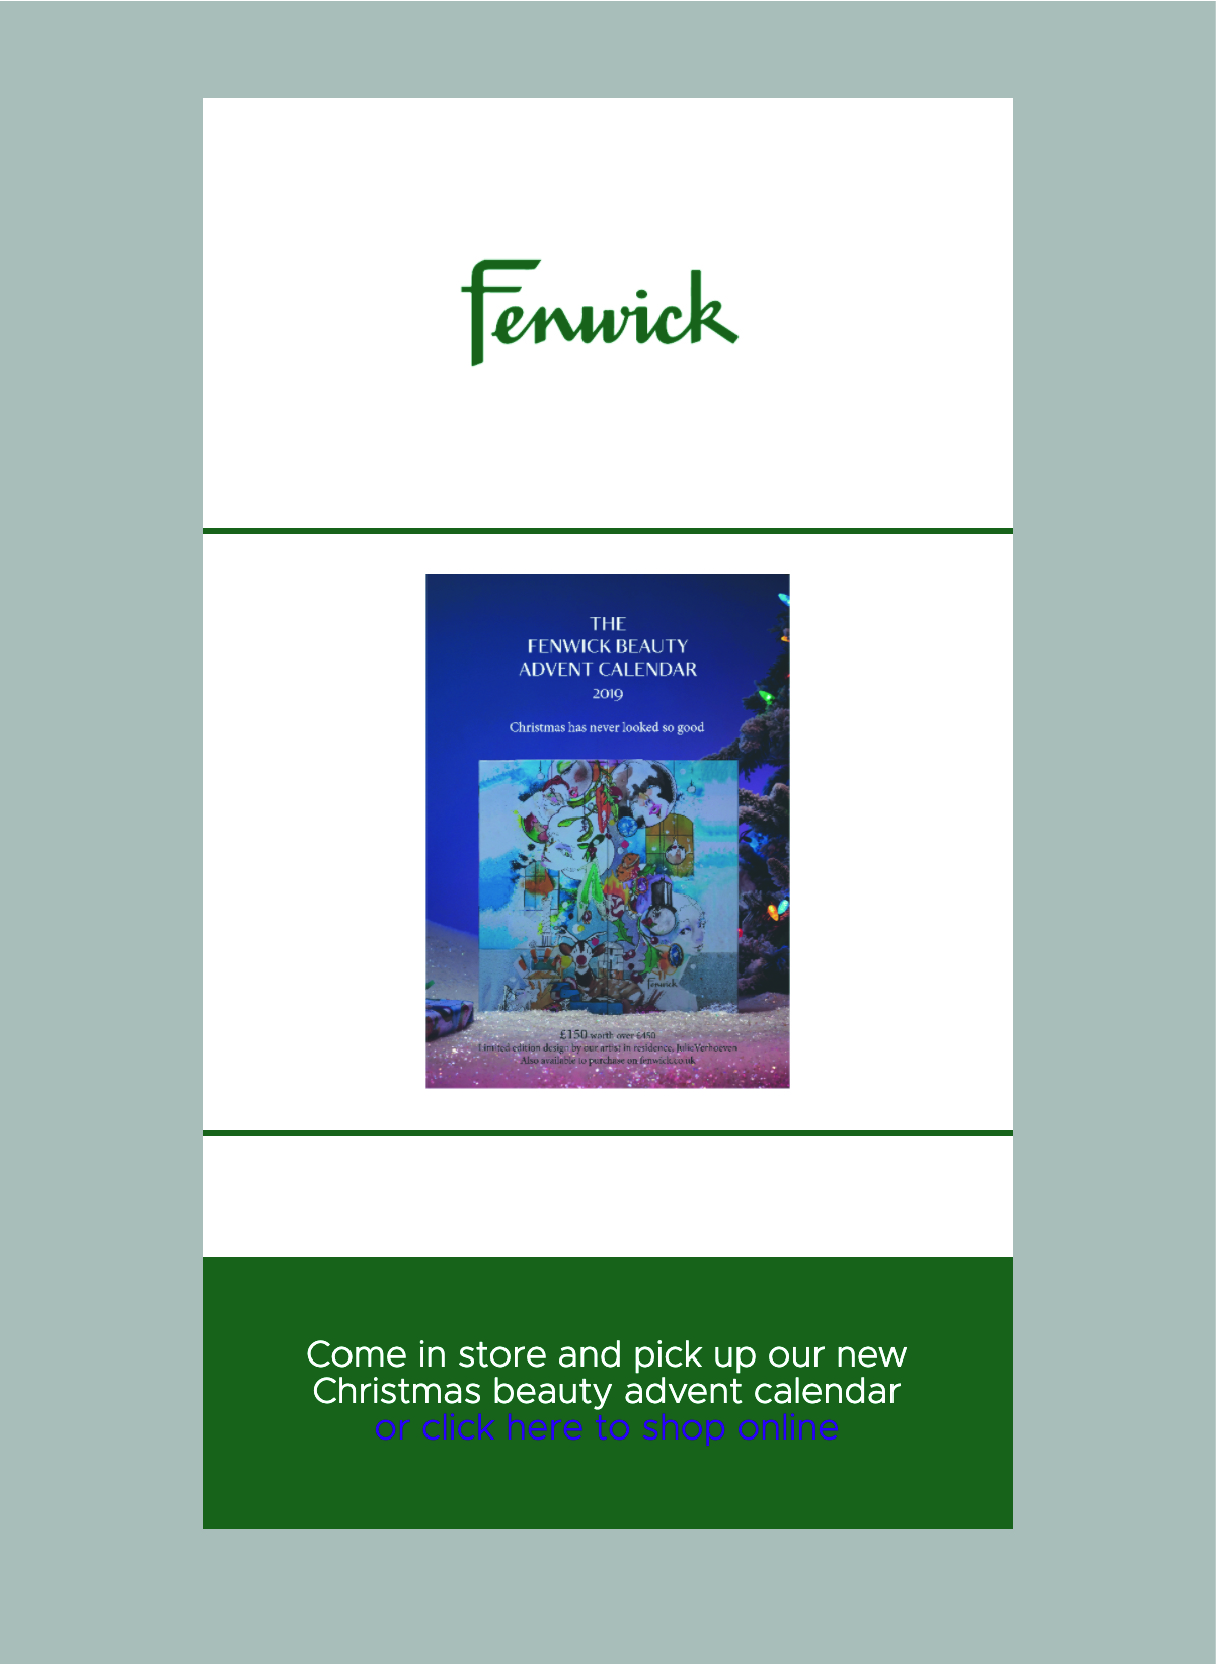 Fenwick
THE
FENWICK BEAUTY
ADVENT CALENDAR
2019
Christmas has never looked so good
Fenwick
£150 worth over £450
Limited edition design by our artist in residence, Julie Verhoeven
Also available to purchase on fenwick.co.uk
Come in store and pick up our new
Christmas beauty advent calendar
or click here to shop online